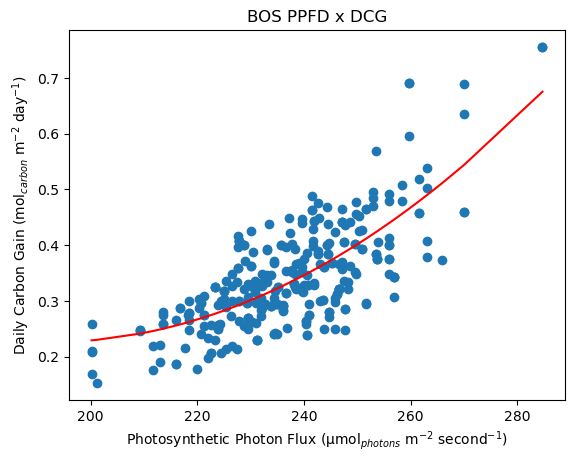 BOS PPFD x DCG
Daily Carbon Gain (mol$_{carbon}$ m$^{-2}$ day$^{-1}$)
0.7
0.6
0.5
0.4
0.3
0.2
200 220 240 260 280
Photosynthetic Photon Flux (μmol$_{photons}$ m$^{-2}$ second$^{-1}$)